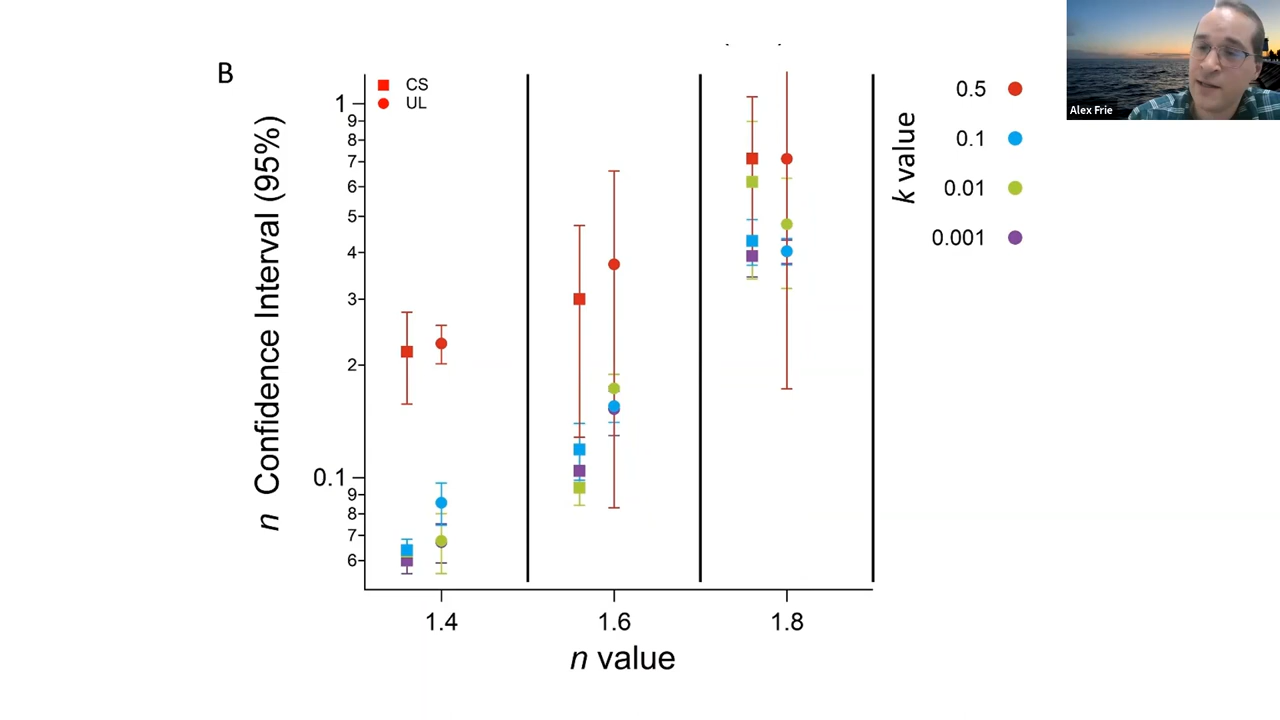 B
CS
UL
1
9
8
7
6
5
4
3
2
0.1
9
8
7
6
n Confidence Interval (95%)
1.4 1.6 1.8
n value
k value
0.5
0.1
0.01
0.001
Alex Frie